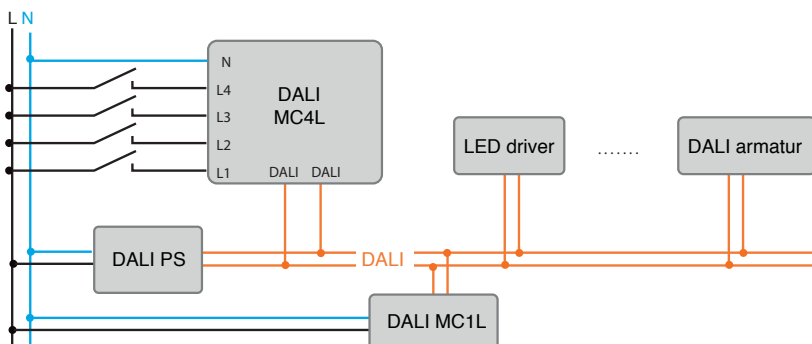 L N
N
L4
L3
L2
L1
DALI
MC4L
DALI DALI
LED driver
.......
DALI armatur
DALI PS
DALI
DALI MC1L